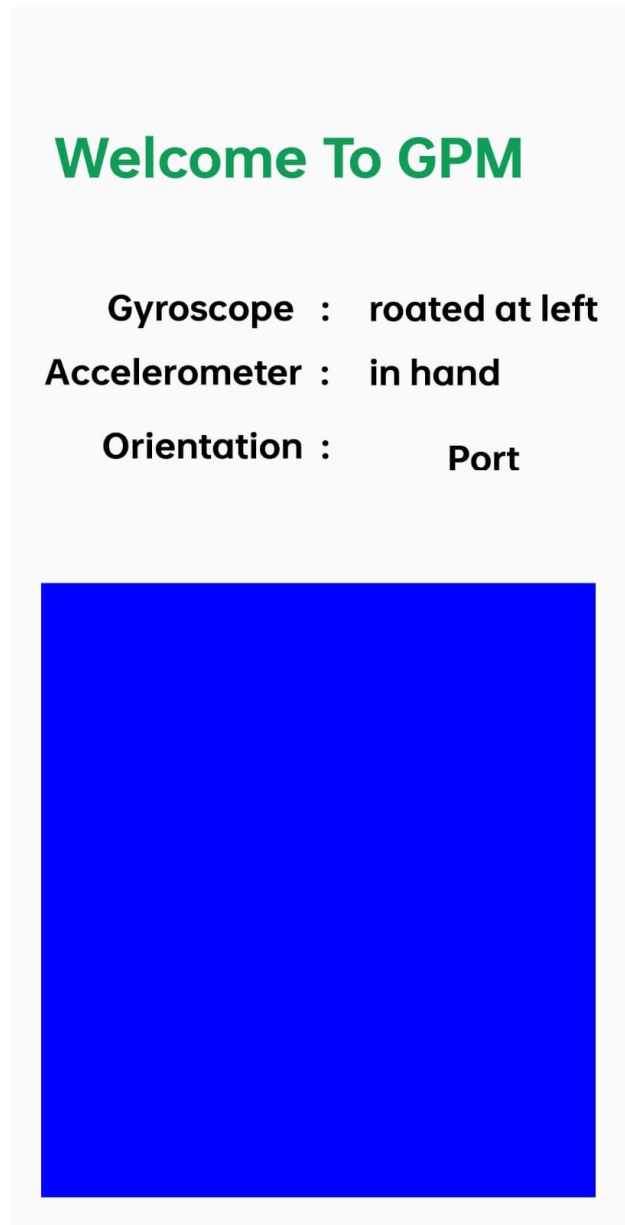 Welcome To GPM
Gyroscope : roated at left
Accelerometer : in hand
Orientation : Port